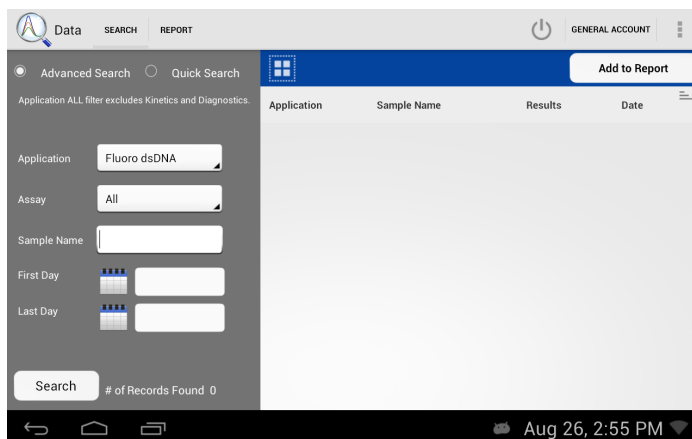 Data SEARCH REPORT GENERAL ACCOUNT
Advanced Search Quick Search
Add to Report
Application ALL filter excludes Kinetics and Diagnostics.
Application Sample Name Results Date
Application Fluoro dsDNA
Assay All
Sample Name
First Day
Last Day
Search # of Records Found 0
Aug 26, 2:55 PM